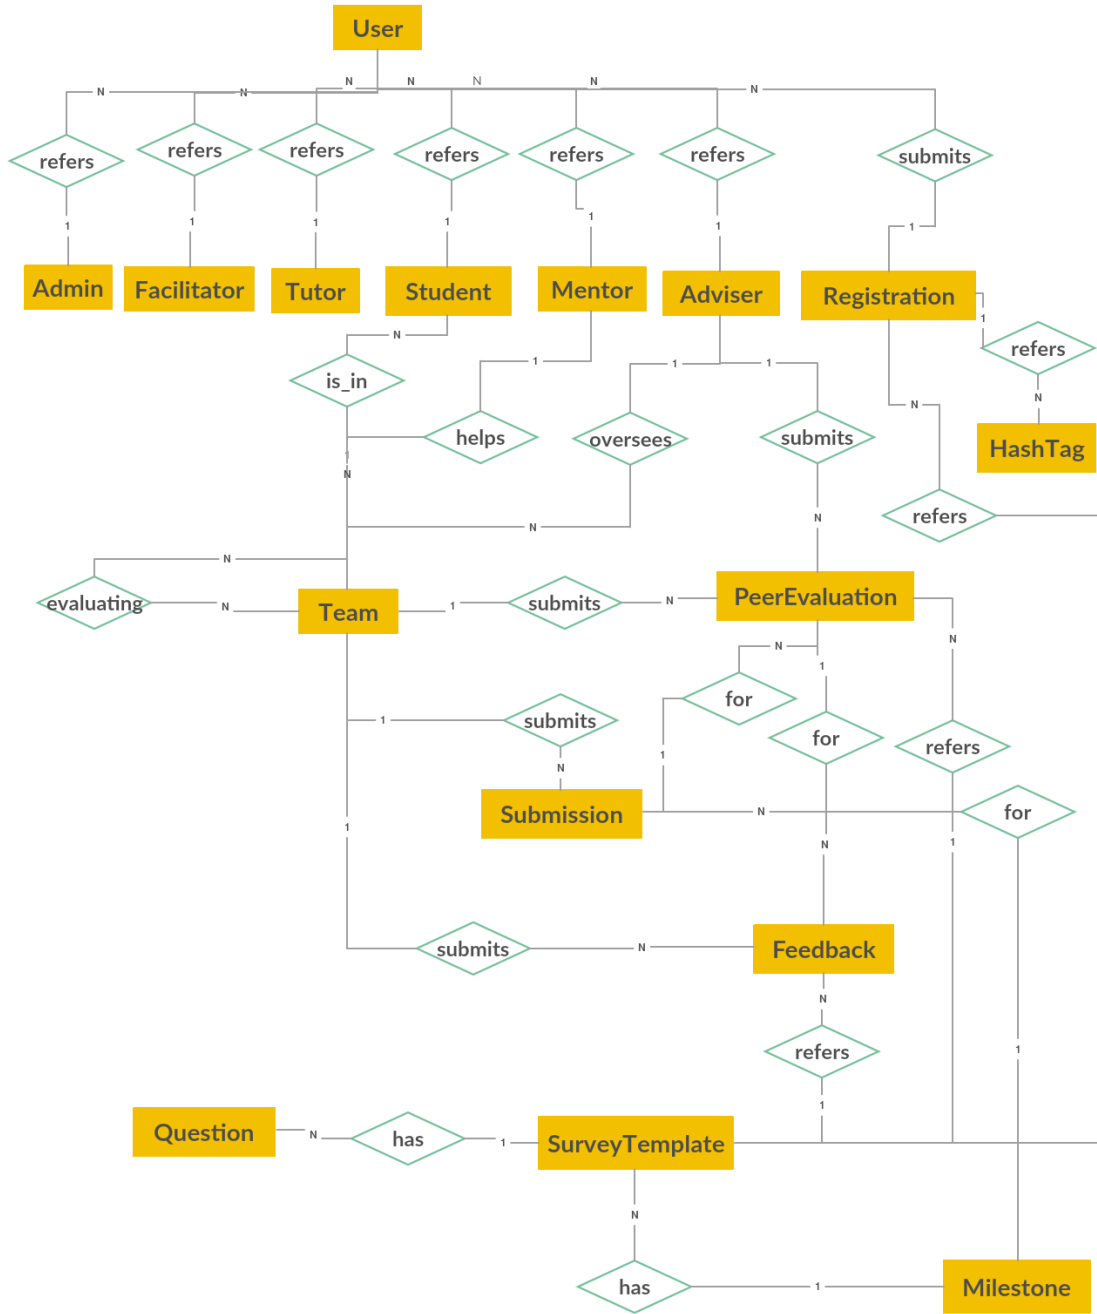 User
N
N
N
N
N
N
N
refers
refers
refers
refers
refers
refers
submits
1
1
1
1
1
1
1
Admin
Facilitator
Tutor
Student
Mentor
Adviser
Registration
1
N
refers
is_in
1
1
1
N
N
helps
oversees
submits
HashTag
1
N
refers
N
N
N
evaluating
N
Team
1
submits
N
PeerEvaluation
N
N
1
for
submits
1
for
refers
1
N
Submission
N
for
1
N
1
1
submits
N
Feedback
N
refers
1
1
Question
N
has
1
SurveyTemplate
N
has
1
Milestone